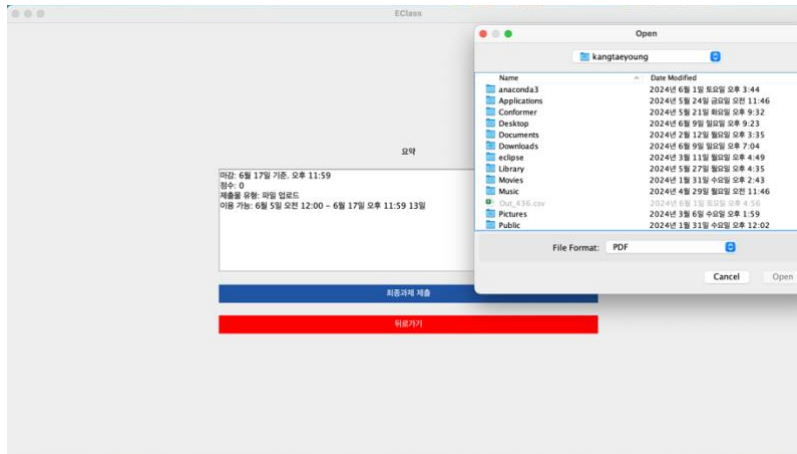 EClass
요약
마감: 6월 17일 기준, 오후 11:59
점수: 0
제출물 유형: 파일 업로드
이용 가능: 6월 5일 오전 12:00 – 6월 17일 오후 11:59 13일
최종과제 제출
뒤로가기
Open
kangtaeyoung
Name Date Modified
anaconda3 2024년 6월 1일 토요일 오후 3:44
Applications 2024년 5월 24일 금요일 오전 11:46
Conformer 2024년 5월 21일 화요일 오후 9:32
Desktop 2024년 6월 9일 일요일 오후 9:23
Documents 2024년 2월 12일 월요일 오후 3:35
Downloads 2024년 6월 9일 일요일 오후 7:04
eclipse 2024년 3월 11일 월요일 오후 4:49
Library 2024년 5월 27일 월요일 오후 4:35
Movies 2024년 1월 31일 수요일 오후 2:43
Music 2024년 4월 29일 월요일 오전 11:46
Out_436.csv 2024년 6월 1일 토요일 오후 4:56
Pictures 2024년 3월 6일 수요일 오후 1:59
Public 2024년 1월 31일 수요일 오후 12:02
File Format: PDF
Cancel Open